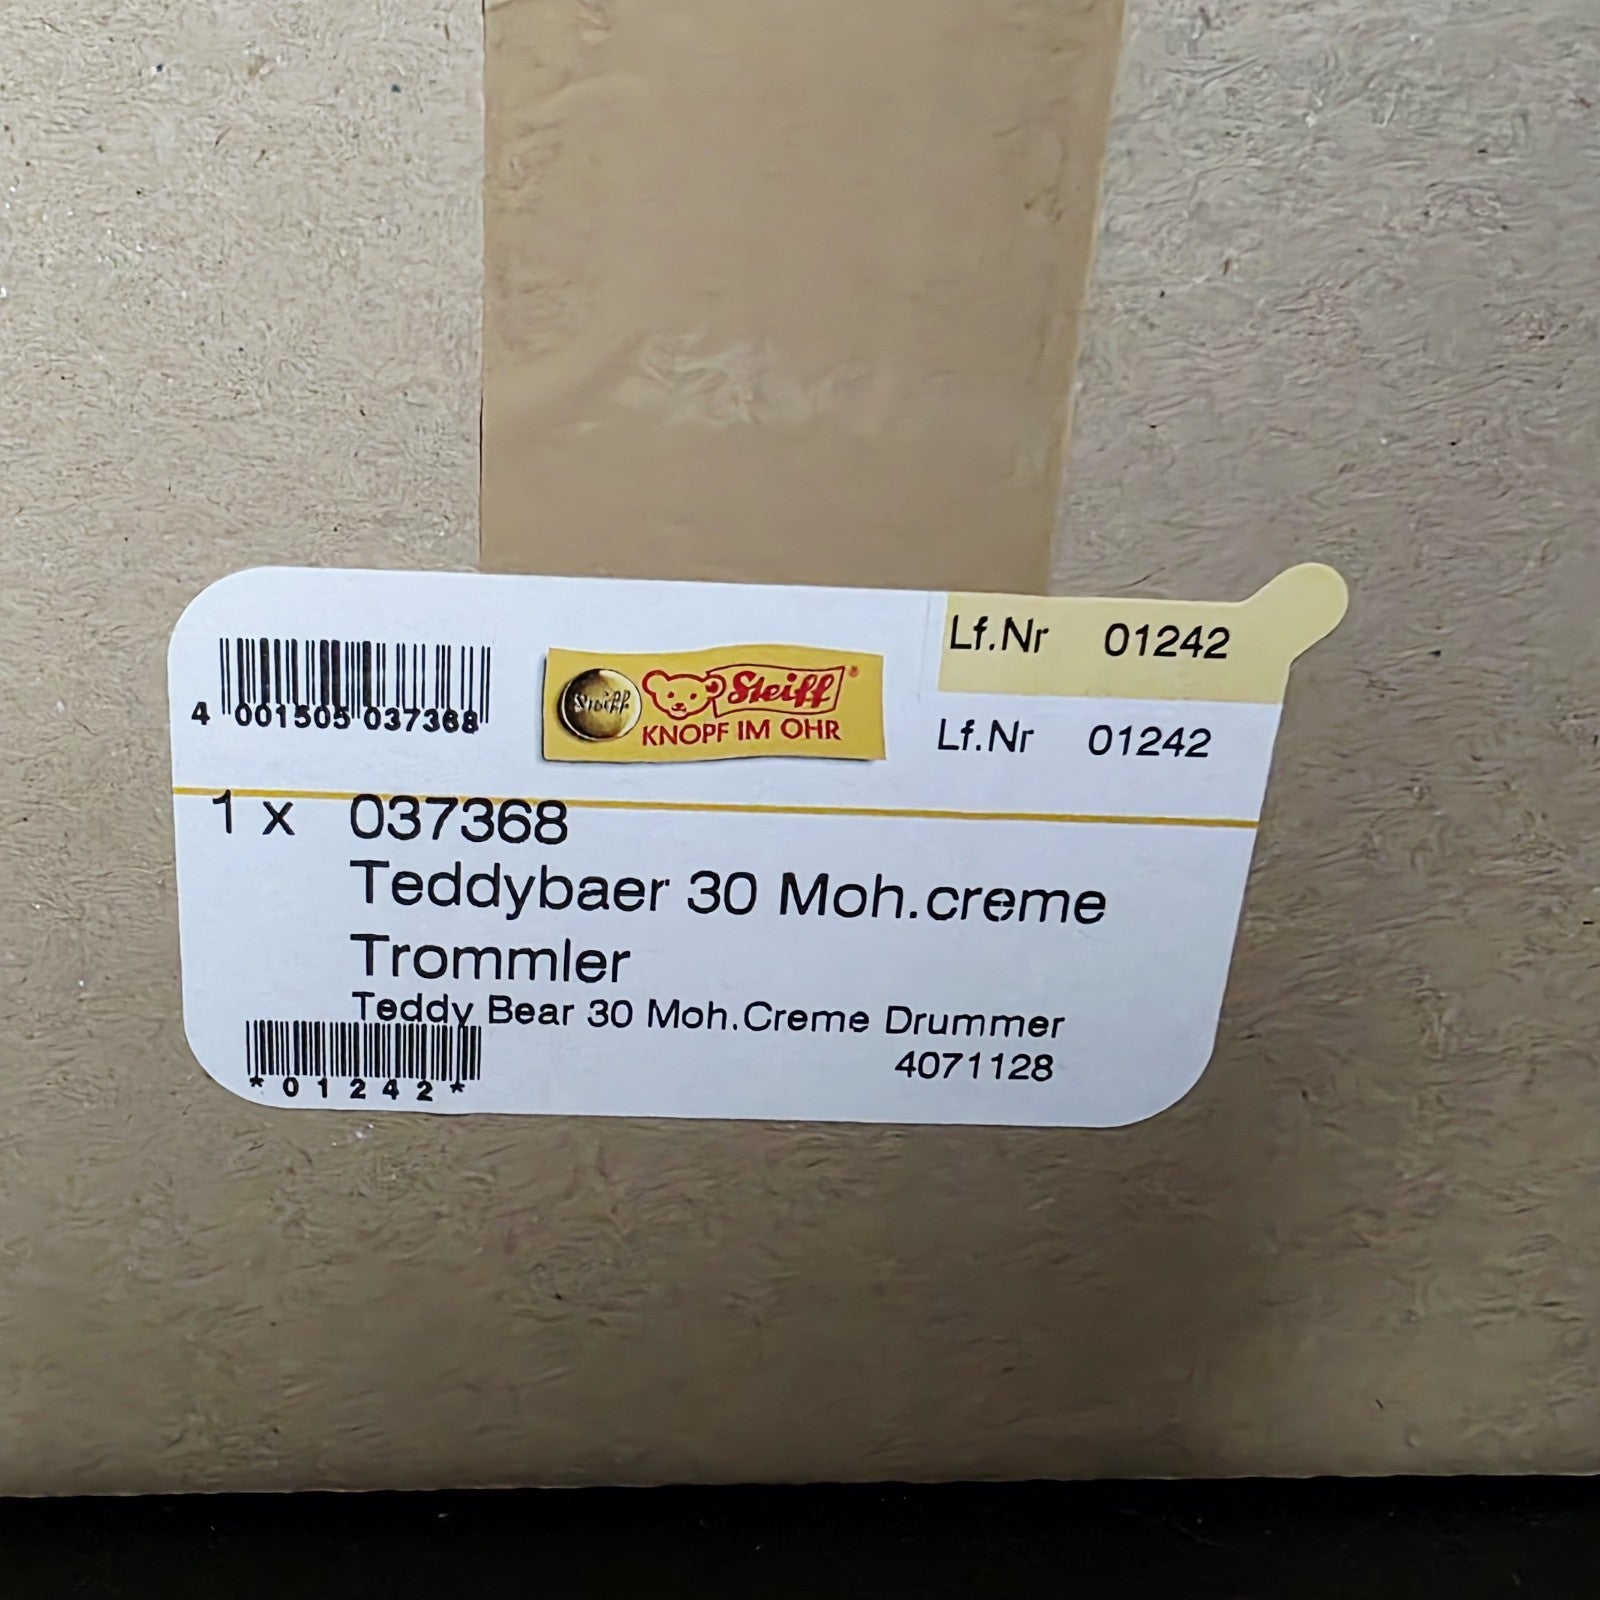 4 001505 037368
Steiff
Steiff ®
KNOPF IM OHR
Lf.Nr 01242
Lf.Nr 01242
1 x 037368
Teddybaer 30 Moh.creme
Trommler
Teddy Bear 30 Moh.Creme Drummer
4071128
*01242*